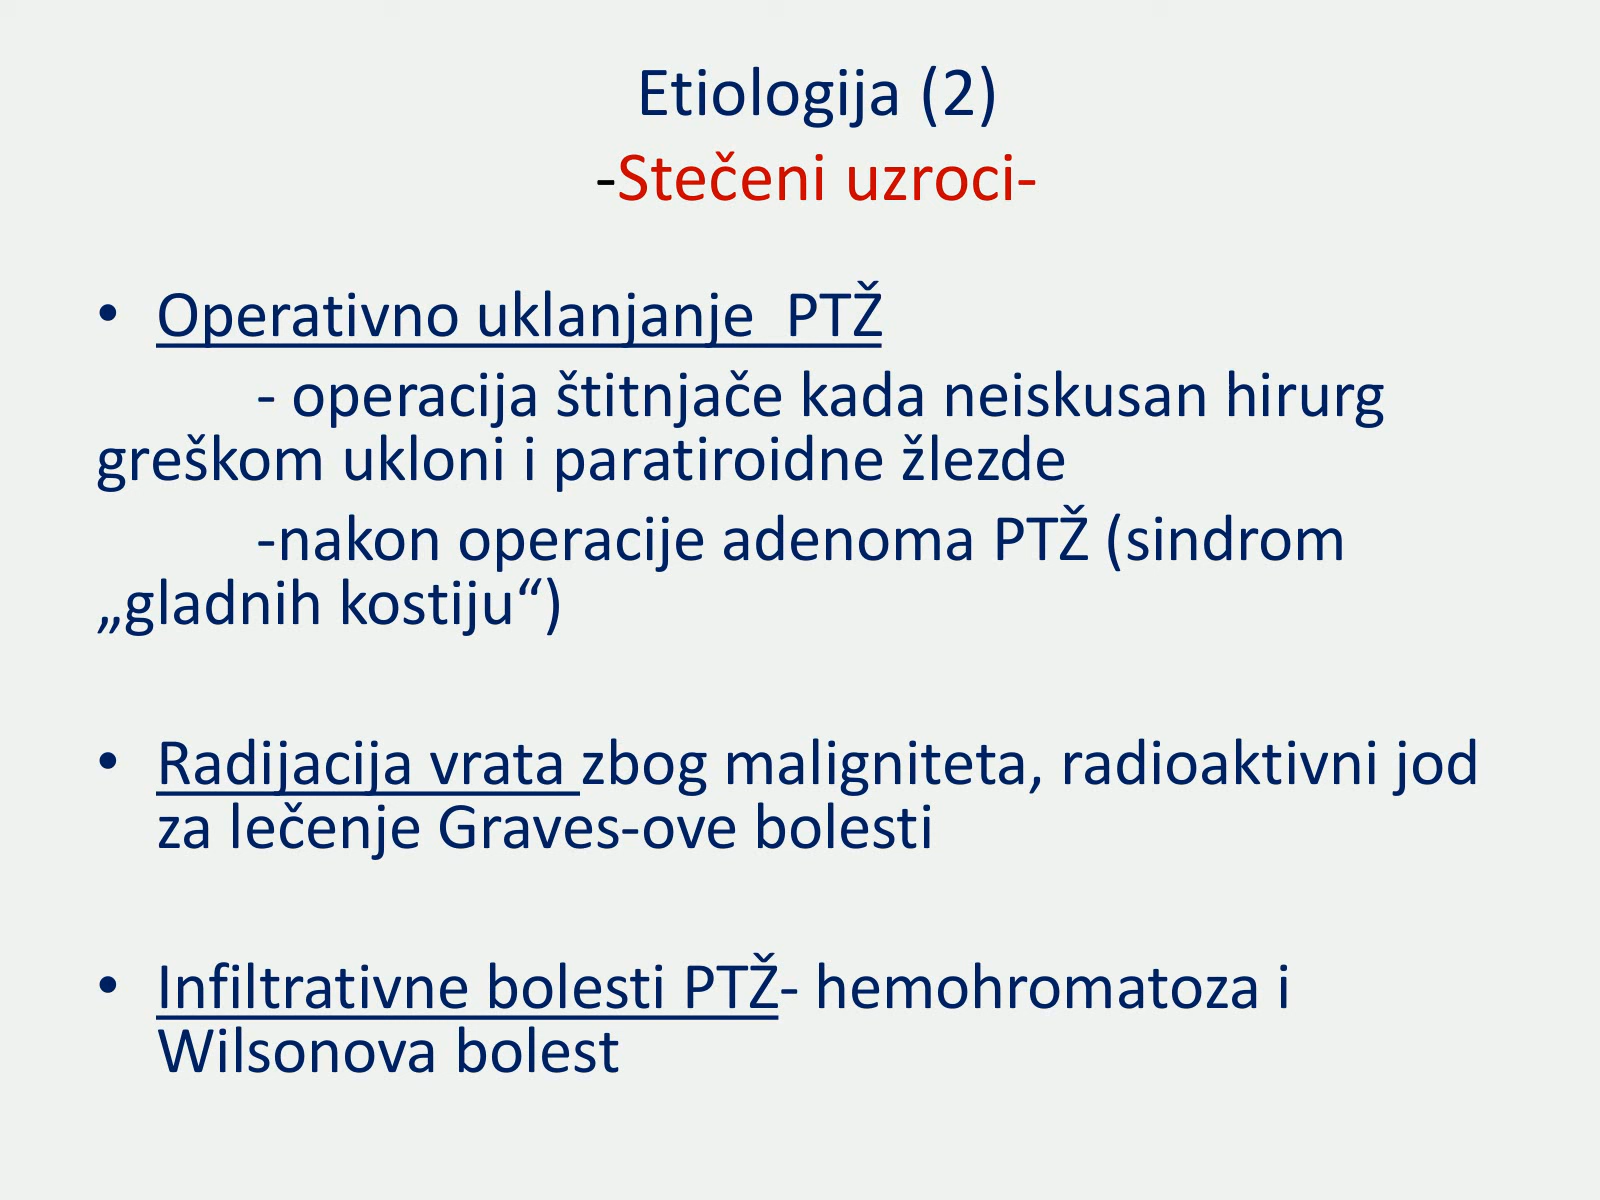 Etiologija (2)
-Stečeni uzroci-
• Operativno uklanjanje  PTŽ
- operacija štitnjače kada neiskusan hirurg
greškom ukloni i paratiroidne žlezde
-nakon operacije adenoma PTŽ (sindrom
„gladnih kostiju“)
• Radijacija vrata zbog maligniteta, radioaktivni jod
za lečenje Graves-ove bolesti
• Infiltrativne bolesti PTŽ- hemohromatoza i
Wilsonova bolest